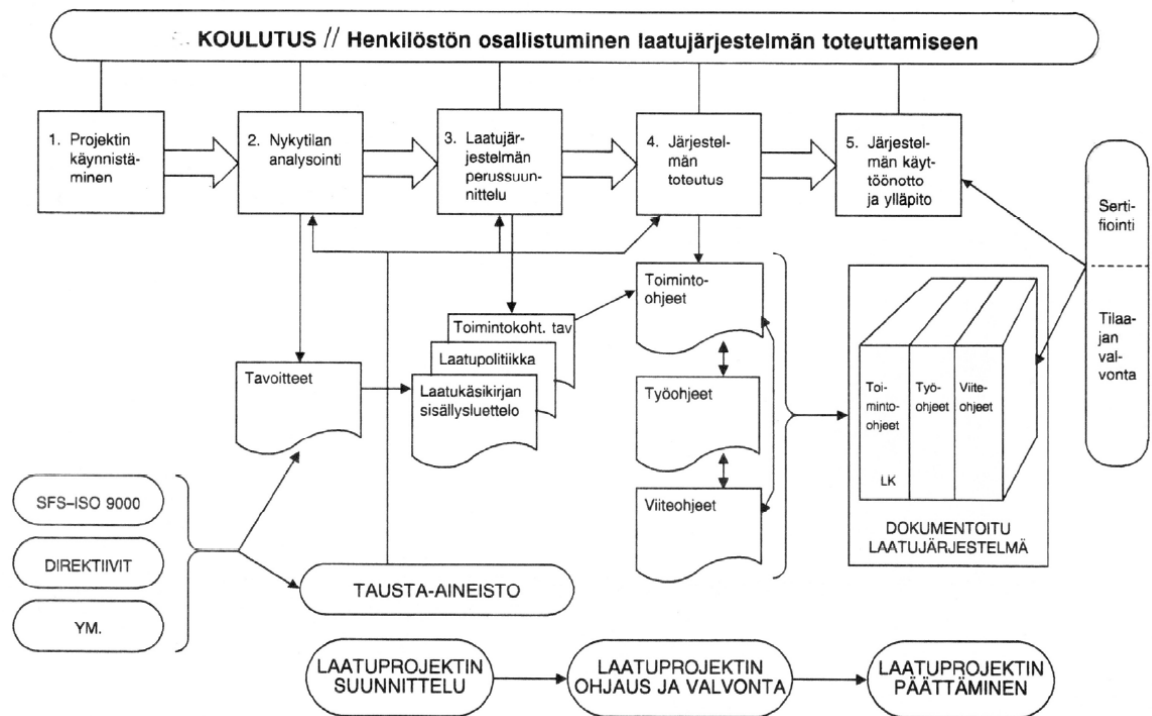 KOULUTUS // Henkilöstön osallistuminen laatujärjestelmän toteuttamiseen
1. Projektin
käynnistä-
minen
2. Nykytilan
analysointi
3. Laatujär-
jestelmän
perussuun-
nittelu
4. Järjestel-
män
toteutus
5. Järjestel-
män käyt-
töönotto
ja ylläpito
Serti-
fiointi
Tilaa-
jan
val-
vonta
Toiminto-
ohjeet
Toimintokoht. tav
Laatupolitiikka
Laatukäsikirjan
sisällysluettelo
Tavoitteet
Työohjeet
Viiteohjeet
Toi-
minto-
ohjeet
LK
Työ-
ohjeet
Viite-
ohjeet
DOKUMENTOITU
LAATUJÄRJESTELMÄ
SFS–ISO 9000
DIREKTIIVIT
YM.
TAUSTA-AINEISTO
LAATUPROJEKTIN
SUUNNITTELU
LAATUPROJEKTIN
OHJAUS JA VALVONTA
LAATUPROJEKTIN
PÄÄTTÄMINEN